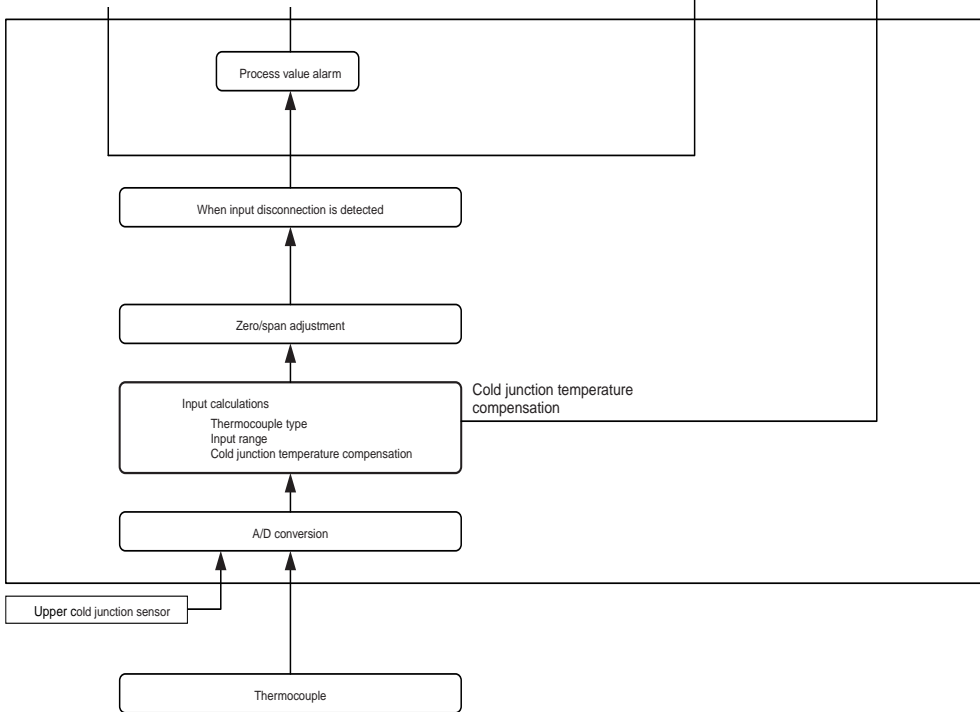 Process value alarm
When input disconnection is detected
Zero/span adjustment
Cold junction temperature
compensation
Input calculations
Thermocouple type
Input range
Cold junction temperature compensation
A/D conversion
Upper cold junction sensor
Thermocouple